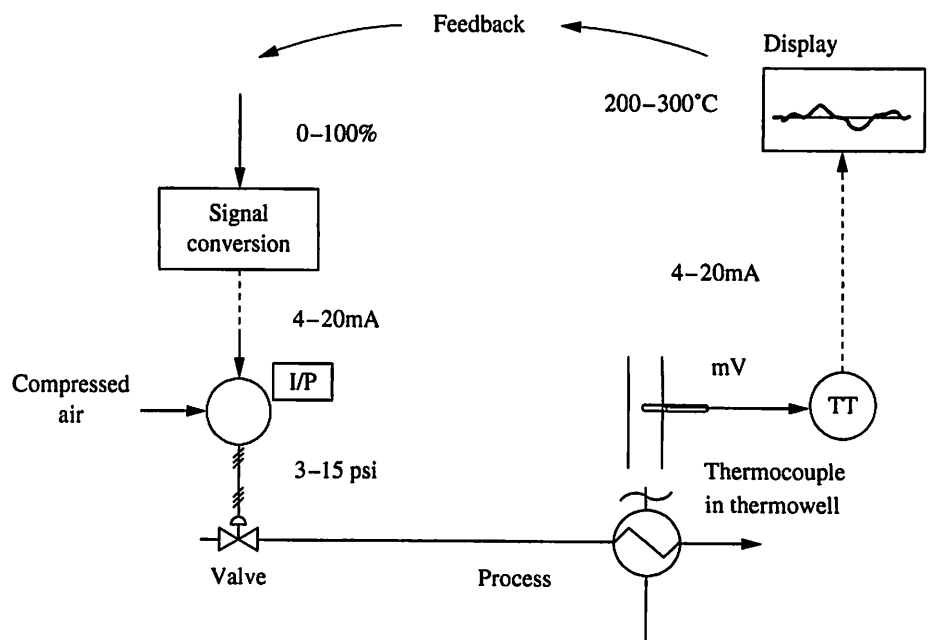 Feedback
Display
200–300°C
0–100%
Signal
conversion
4–20mA
4–20mA
I/P
mV
Compressed
air
TT
3–15 psi
Thermocouple
in thermowell
Valve
Process